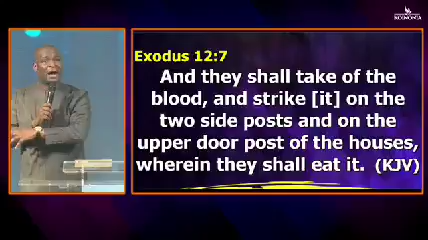 KOINONIA
Exodus 12:7
And they shall take of the
blood, and strike [it] on the
two side posts and on the
upper door post of the houses,
wherein they shall eat it. (KJV)